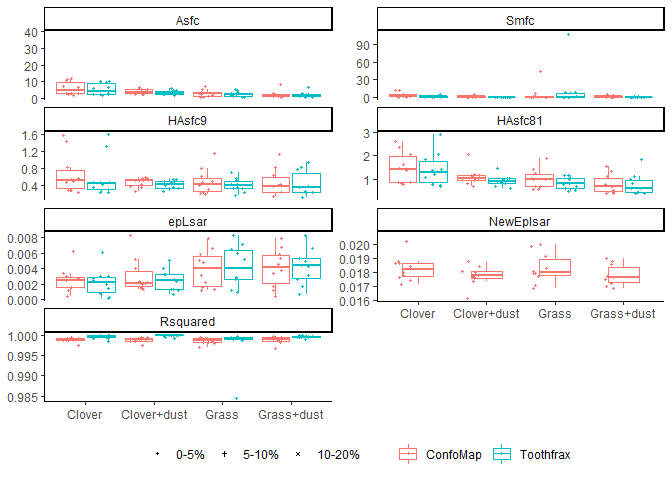 Asfc
Smfc
40
30
20
10
0
90
60
30
0
HAsfc9
HAsfc81
1.6
1.2
0.8
0.4
3
2
1
epLsar
NewEplsar
0.008
0.006
0.004
0.002
0.000
0.020
0.019
0.018
0.017
0.016
Clover
Clover+dust
Grass
Grass+dust
Rsquared
1.000
0.995
0.990
0.985
Clover
Clover+dust
Grass
Grass+dust
0-5%
5-10%
10-20%
ConfoMap
Toothfrax